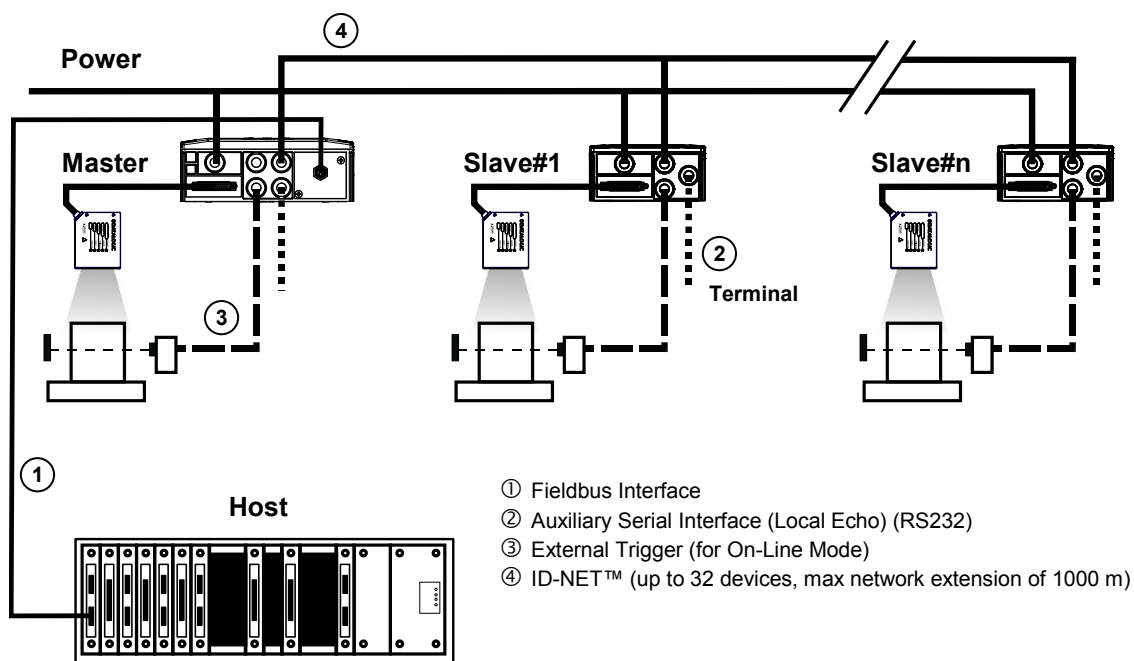 ④
Power
Master
Slave#1
Slave#n
②
Terminal
③
①
Host
① Fieldbus Interface
② Auxiliary Serial Interface (Local Echo) (RS232)
③ External Trigger (for On-Line Mode)
④ ID-NET™ (up to 32 devices, max network extension of 1000 m)